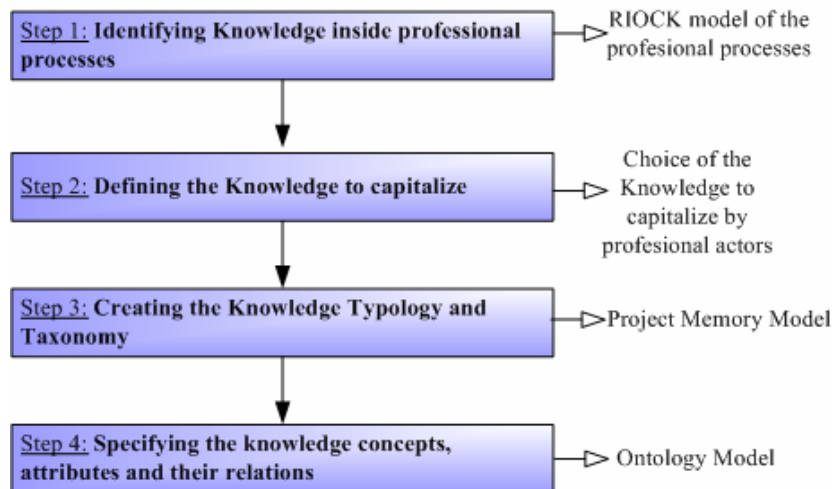 Step 1: Identifying Knowledge inside professional
processes
RIOCK model of the
profesional processes
Step 2: Defining the Knowledge to capitalize
Choice of the
Knowledge to
capitalize by
profesional actors
Step 3: Creating the Knowledge Typology and
Taxonomy
Project Memory Model
Step 4: Specifying the knowledge concepts,
attributes and their relations
Ontology Model